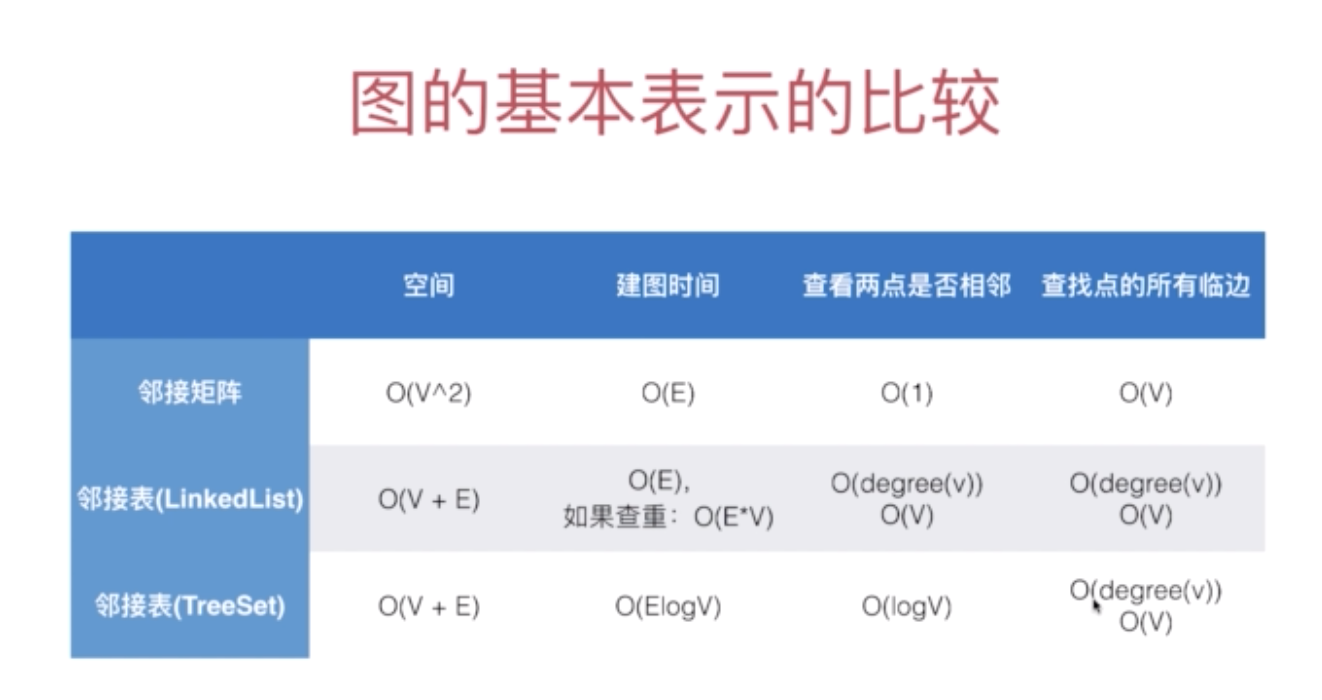 图的基本表示的比较
空间 建图时间 查看两点是否相邻 查找点的所有临边
邻接矩阵 O(V^2) O(E) O(1) O(V)
邻接表(LinkedList) O(V + E) O(E), 如果查重：O(E*V) O(degree(v)) O(V) O(degree(v)) O(V)
邻接表(TreeSet) O(V + E) O(ElogV) O(logV) O(degree(v)) O(V)